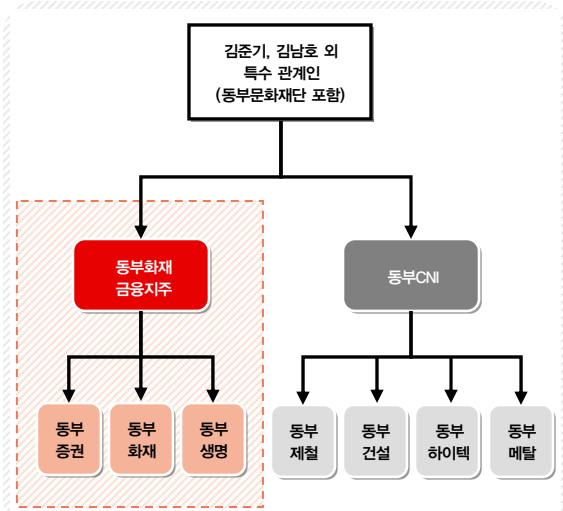 김준기, 김남호 외
특수 관계인
(동부문화재단 포함)
동부화재
금융지주
동부CNI
동부
증권
동부
화재
동부
생명
동부
제철
동부
건설
동부
하이텍
동부
메탈